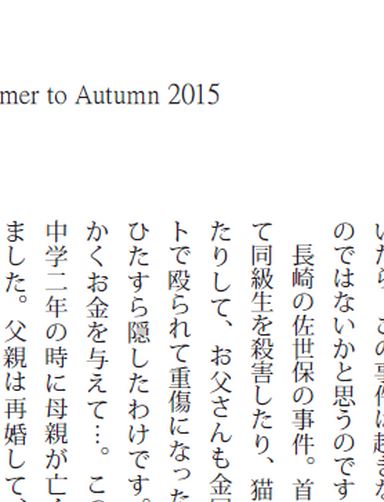 mer to Autumn 2015
いたら、この事件は起きな
のではないかと思うのです
長崎の佐世保の事件。首
て同級生を殺害したり、猫
たりして、お父さんも金属
トで殴られて重傷になった
ひたすら隠したわけです。
かくお金を与えて…。この
中学二年の時に母親が亡く
ました。父親は再婚して、